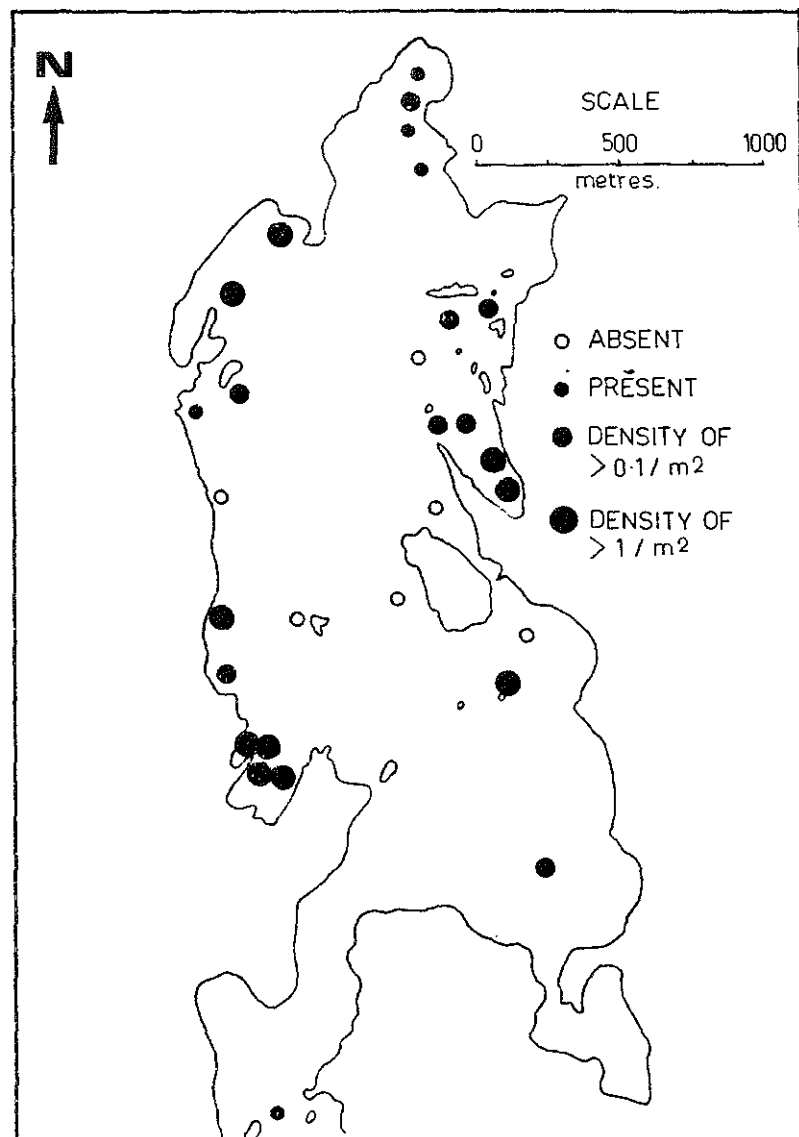 N
SCALE
0 500 1000
metres.
ABSENT
PRESENT
DENSITY OF
>0·1/m²
DENSITY OF
>1/m²